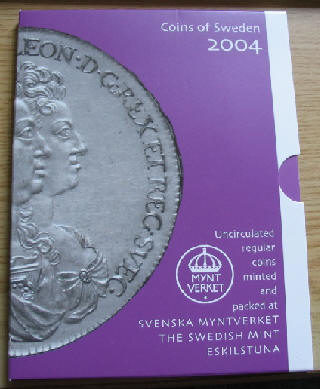 Coins of Sweden
2004
LEON·D·G·REX ET REG·SVEC·
Uncirculated
regular
coins
minted
and
packed at
MYNT
VERKET
SVENSKA MYNTVERKET
THE SWEDISH MINT
ESKILSTUNA